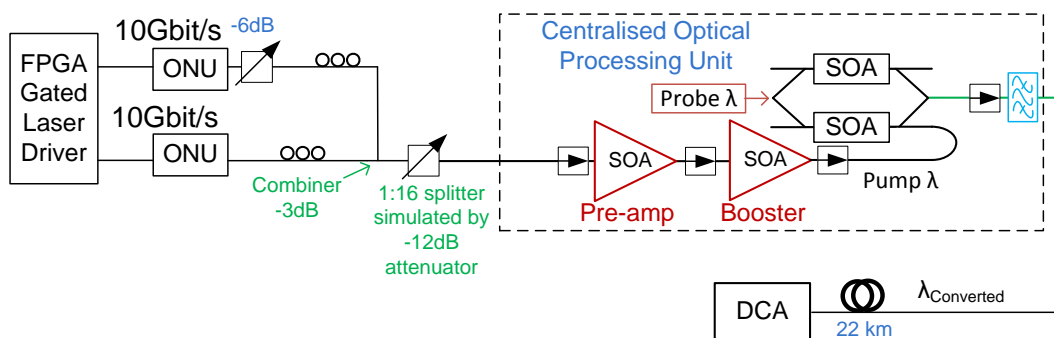 FPGA
Gated
Laser
Driver
10Gbit/s
-6dB
ONU
10Gbit/s
ONU
Combiner
-3dB
1:16 splitter
simulated by
-12dB
attenuator
Centralised Optical
Processing Unit
Probe λ
SOA
SOA
SOA
SOA
Pump λ
Pre-amp
Booster
DCA
22 km
λConverted